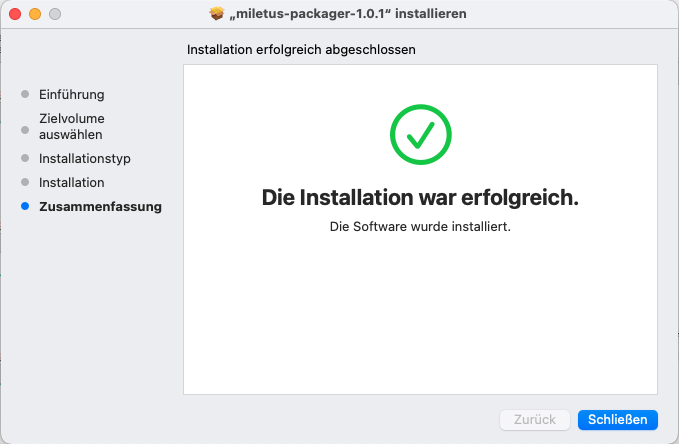 „miletus-packager-1.0.1“ installieren
Installation erfolgreich abgeschlossen
Einführung
Zielvolume
auswählen
Installationstyp
Installation
Zusammenfassung
Die Installation war erfolgreich.
Die Software wurde installiert.
Zurück
Schließen